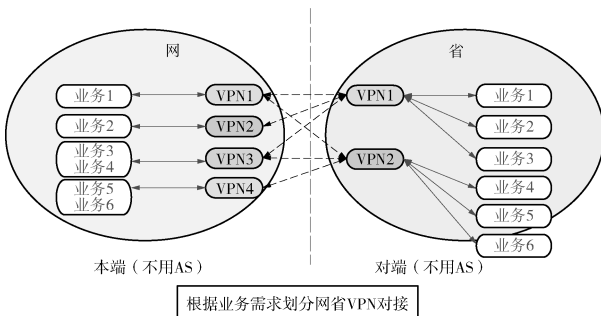 网
省
业务1
VPN1
VPN1
业务1
业务2
VPN2
业务2
业务3
业务4
VPN3
VPN2
业务3
业务5
业务6
VPN4
业务4
业务5
业务6
本端（不用AS）
对端（不用AS）
根据业务需求划分网省VPN对接